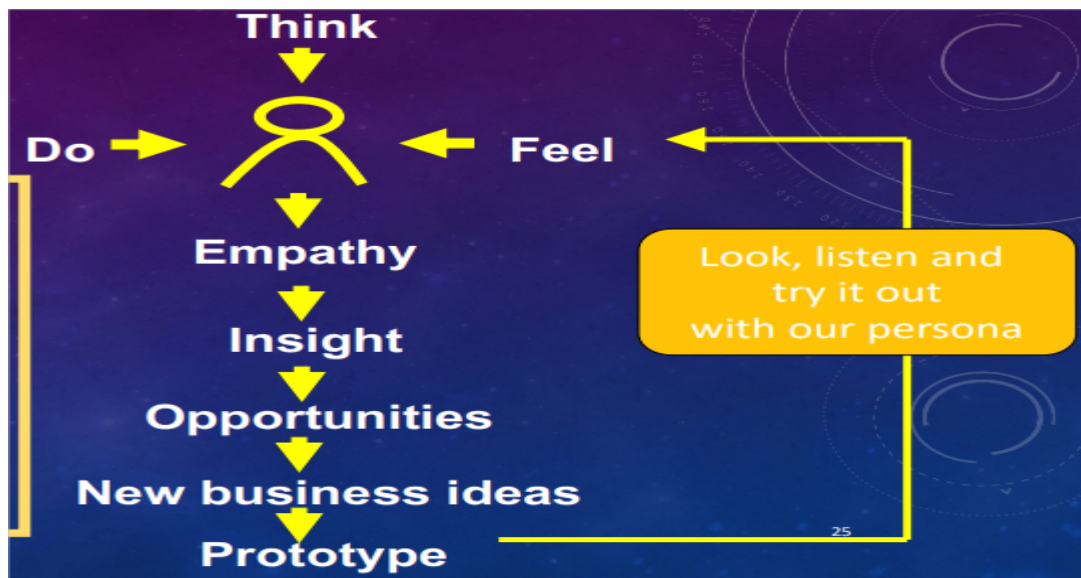 Think
Do
Feel
Empathy
Look, listen and
try it out
with our persona
Insight
Opportunities
New business ideas
Prototype
25